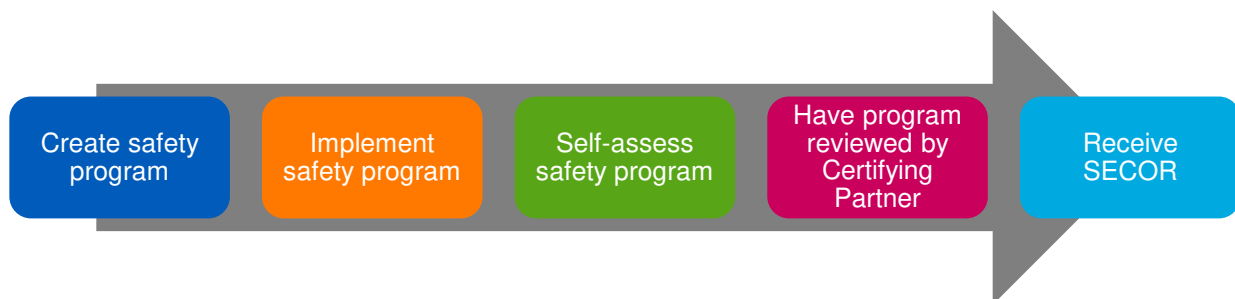 Create safety
program
Implement
safety program
Self-assess
safety program
Have program
reviewed by
Certifying
Partner
Receive
SECOR